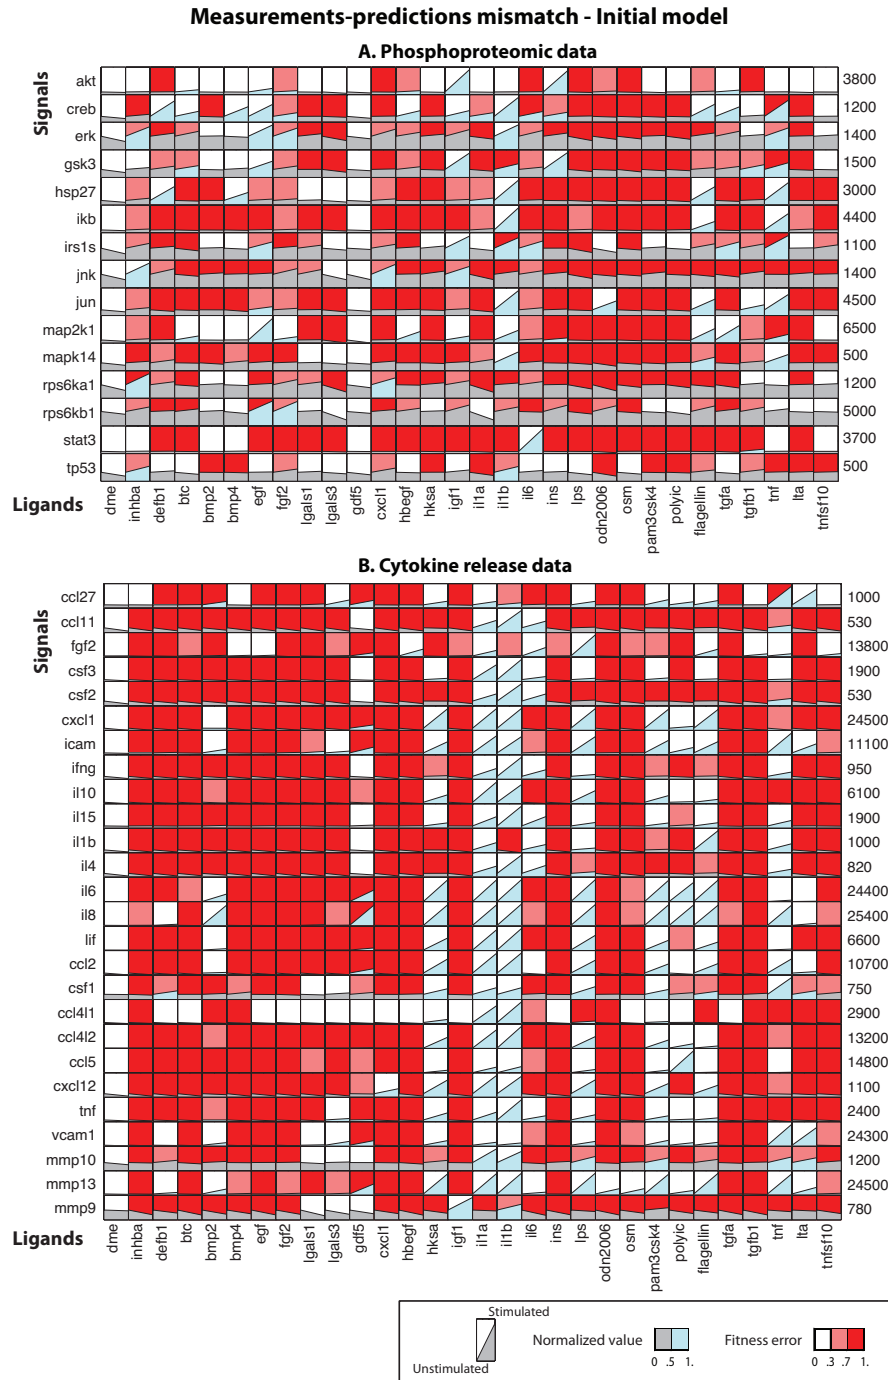 Measurements-predictions mismatch - Initial model
A. Phosphoproteomic data
Signals
akt 3800
creb 1200
erk 1400
gsk3 1500
hsp27 3000
ikb 4400
irs1s 1100
jnk 1400
jun 4500
map2k1 6500
mapk14 500
rps6ka1 1200
rps6kb1 5000
stat3 3700
tp53 500
Ligands
dme inhba defb1 btc bmp2 bmp4 egf fgf2 lgals1 lgals3 gdf5 cxcl1 hbegf hksa igf1 il1a il1b il6 ins lps odn2006 osm pam3csk4 polyic flagellin tgfa tgfb1 tnf lta tnfsf10
B. Cytokine release data
Signals
ccl27 1000
ccl11 530
fgf2 13800
csf3 1900
csf2 530
cxcl1 24500
icam 11100
ifng 950
il10 6100
il15 1900
il1b 1000
il4 820
il6 24400
il8 25400
lif 6600
ccl2 10700
csf1 750
ccl4l1 2900
ccl4l2 13200
ccl5 14800
cxcl12 1100
tnf 2400
vcam1 24300
mmp10 1200
mmp13 24500
mmp9 780
Ligands
dme inhba defb1 btc bmp2 bmp4 egf fgf2 lgals1 lgals3 gdf5 cxcl1 hbegf hksa igf1 il1a il1b il6 ins lps odn2006 osm pam3csk4 polyic flagellin tgfa tgfb1 tnf lta tnfsf10
Stimulated
Unstimulated
Normalized value
0 .5 1.
Fitness error
0 .3 .7 1.